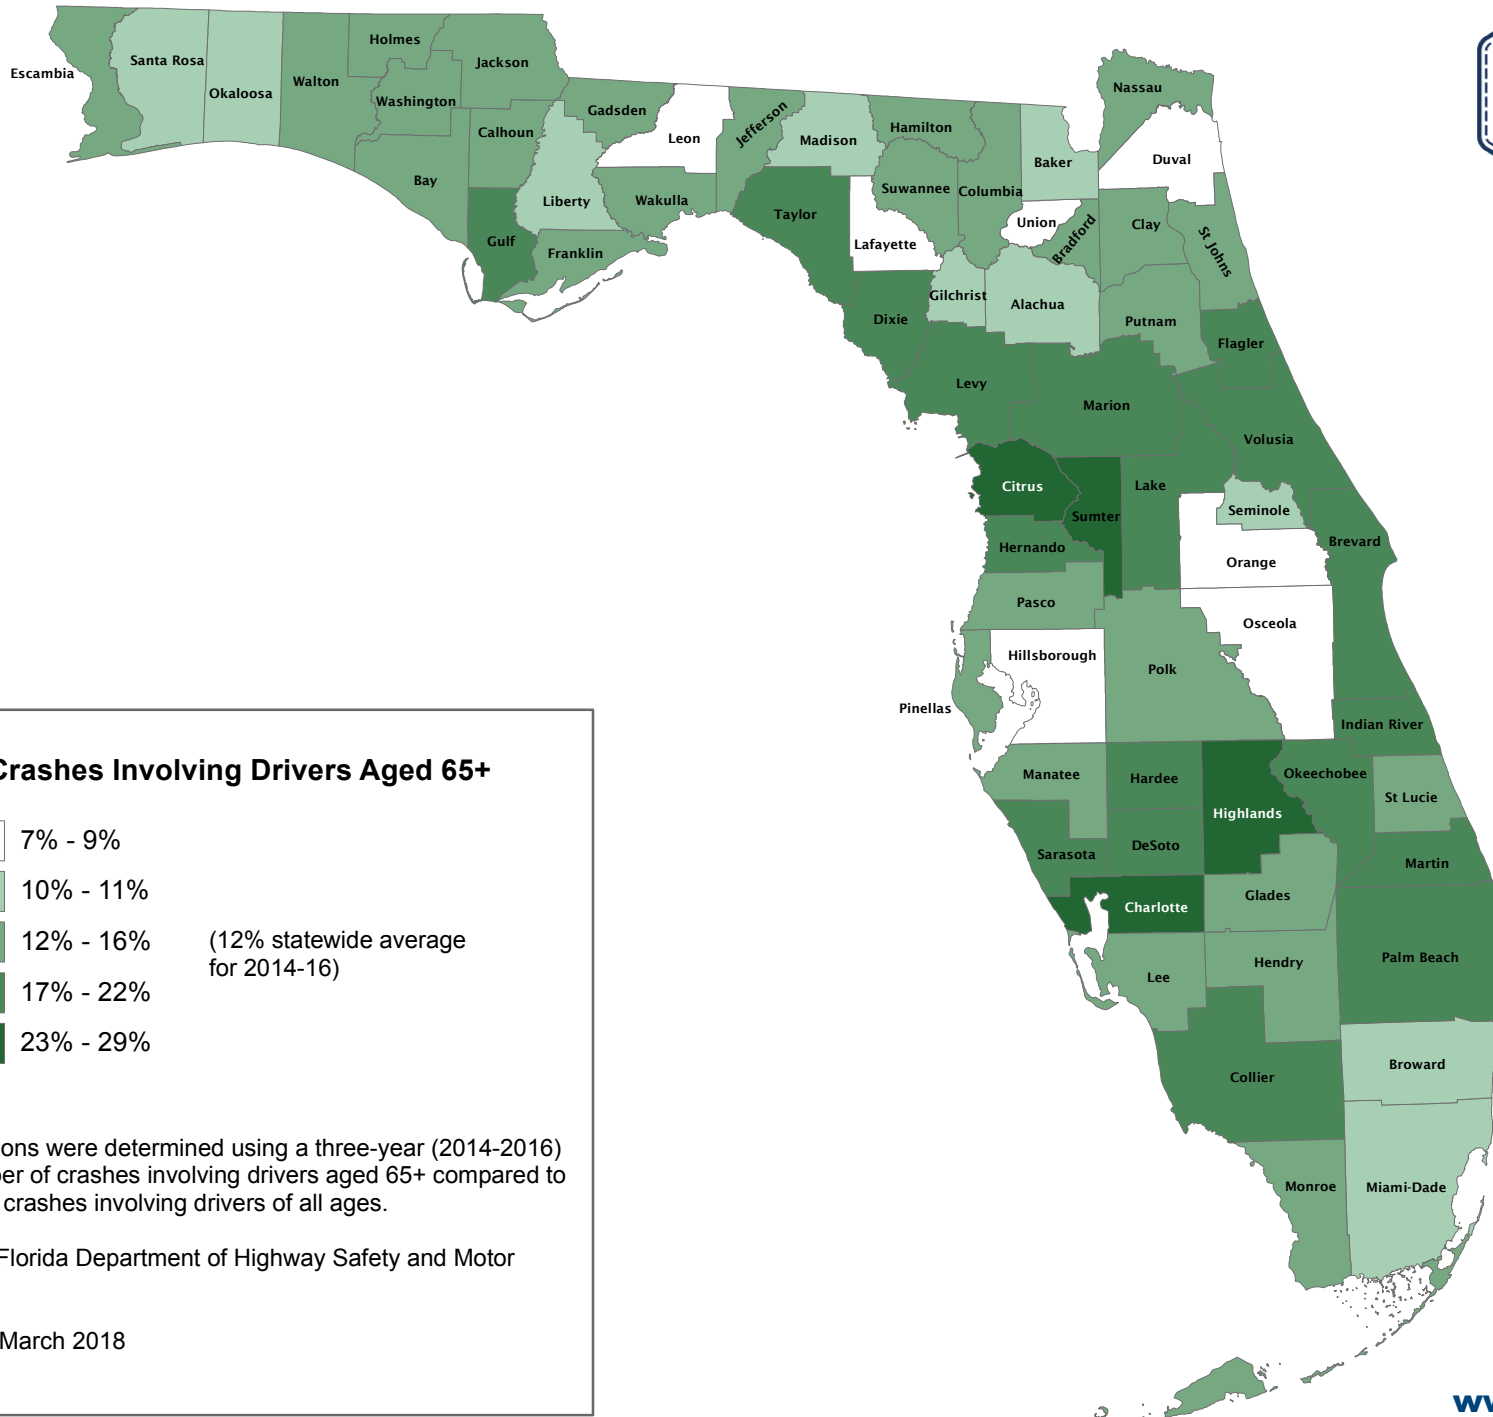 Escambia
Santa Rosa
Okaloosa
Walton
Holmes
Washington
Jackson
Calhoun
Bay
Gulf
Liberty
Gadsden
Franklin
Wakulla
Leon
Jefferson
Madison
Taylor
Hamilton
Suwannee
Lafayette
Columbia
Baker
Union
Bradford
Nassau
Duval
Clay
St Johns
Gilchrist
Alachua
Dixie
Putnam
Flagler
Levy
Marion
Volusia
Citrus
Sumter
Lake
Seminole
Hernando
Orange
Brevard
Pasco
Osceola
Hillsborough
Polk
Pinellas
Indian River
Manatee
Hardee
Highlands
Okeechobee
St Lucie
Sarasota
DeSoto
Martin
Charlotte
Glades
Lee
Hendry
Palm Beach
Collier
Broward
Monroe
Miami-Dade
Crashes Involving Drivers Aged 65+
7% - 9%
10% - 11%
12% - 16% (12% statewide average
for 2014-16)
17% - 22%
23% - 29%
ons were determined using a three-year (2014-2016)
er of crashes involving drivers aged 65+ compared to
crashes involving drivers of all ages.
Florida Department of Highway Safety and Motor
March 2018